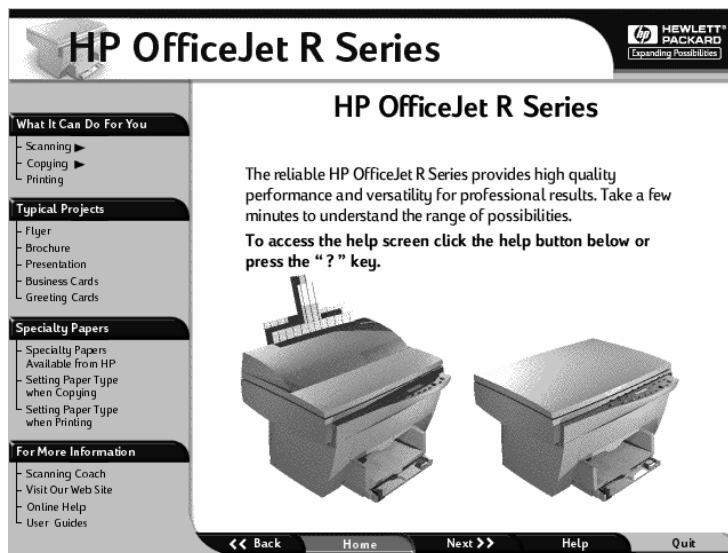 HP OfficeJet R Series
hp HEWLETT®
PACKARD
Expanding Possibilities
What It Can Do For You
Scanning
Copying
Printing
Typical Projects
Flyer
Brochure
Presentation
Business Cards
Greeting Cards
Specialty Papers
Specialty Papers
Available from HP
Setting Paper Type
when Copying
Setting Paper Type
when Printing
For More Information
Scanning Coach
Visit Our Web Site
Online Help
User Guides
HP OfficeJet R Series
The reliable HP OfficeJet R Series provides high quality
performance and versatility for professional results. Take a few
minutes to understand the range of possibilities.
To access the help screen click the help button below or
press the “ ? ” key.
<< Back Home Next >> Help Quit